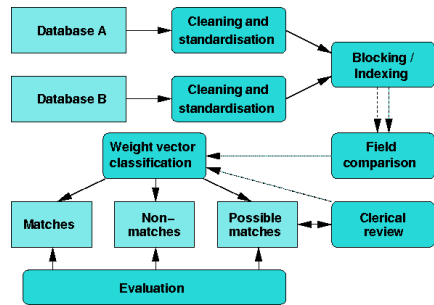 Database A
Cleaning and
standardisation
Blocking /
Indexing
Database B
Cleaning and
standardisation
Weight vector
classification
Field
comparison
Matches
Non−
matches
Possible
matches
Clerical
review
Evaluation